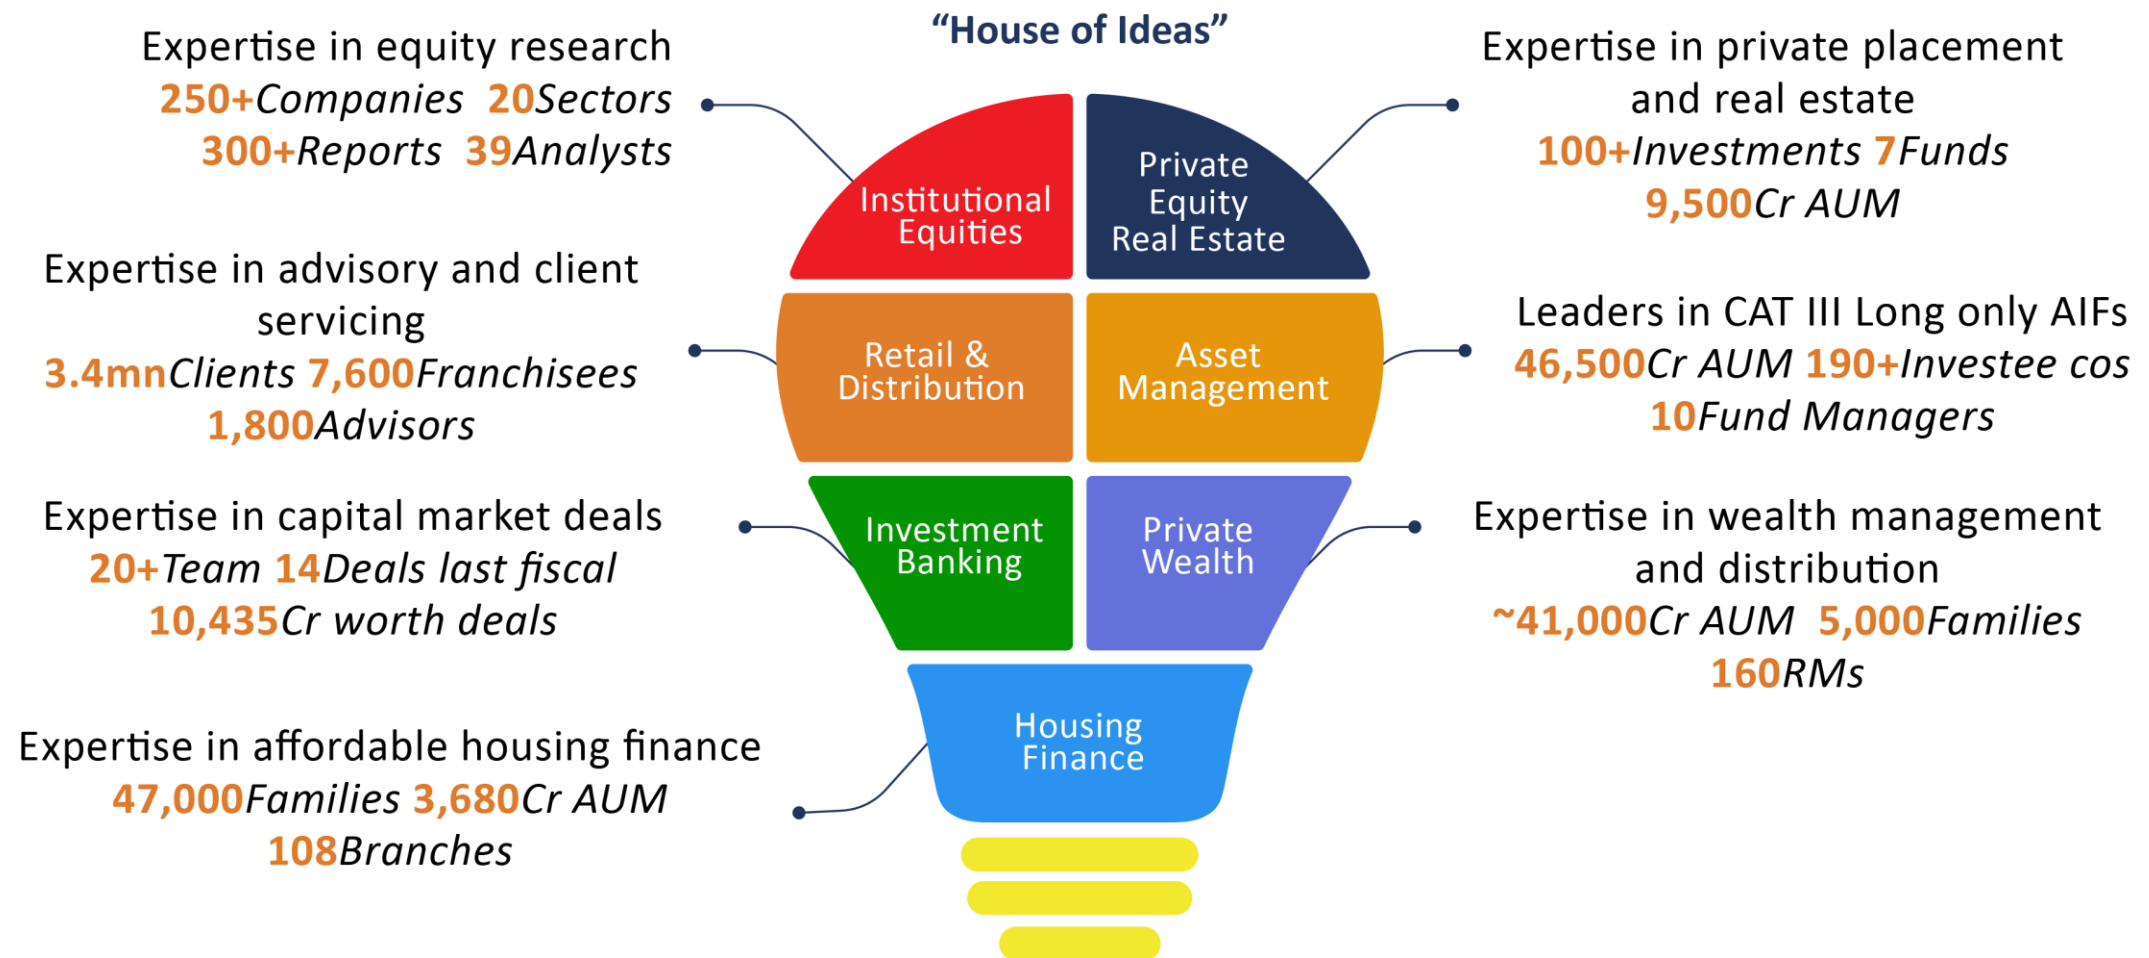 “House of Ideas”
Expertise in equity research
250+Companies 20Sectors
300+Reports 39Analysts
Expertise in advisory and client
servicing
3.4mnClients 7,600Franchisees
1,800Advisors
Expertise in capital market deals
20+Team 14Deals last fiscal
10,435Cr worth deals
Expertise in affordable housing finance
47,000Families 3,680Cr AUM
108Branches
Institutional
Equities
Private
Equity
Real Estate
Retail &
Distribution
Asset
Management
Investment
Banking
Private
Wealth
Housing
Finance
Expertise in private placement
and real estate
100+Investments 7Funds
9,500Cr AUM
Leaders in CAT III Long only AIFs
46,500Cr AUM 190+Investee cos
10Fund Managers
Expertise in wealth management
and distribution
~41,000Cr AUM 5,000Families
160RMs